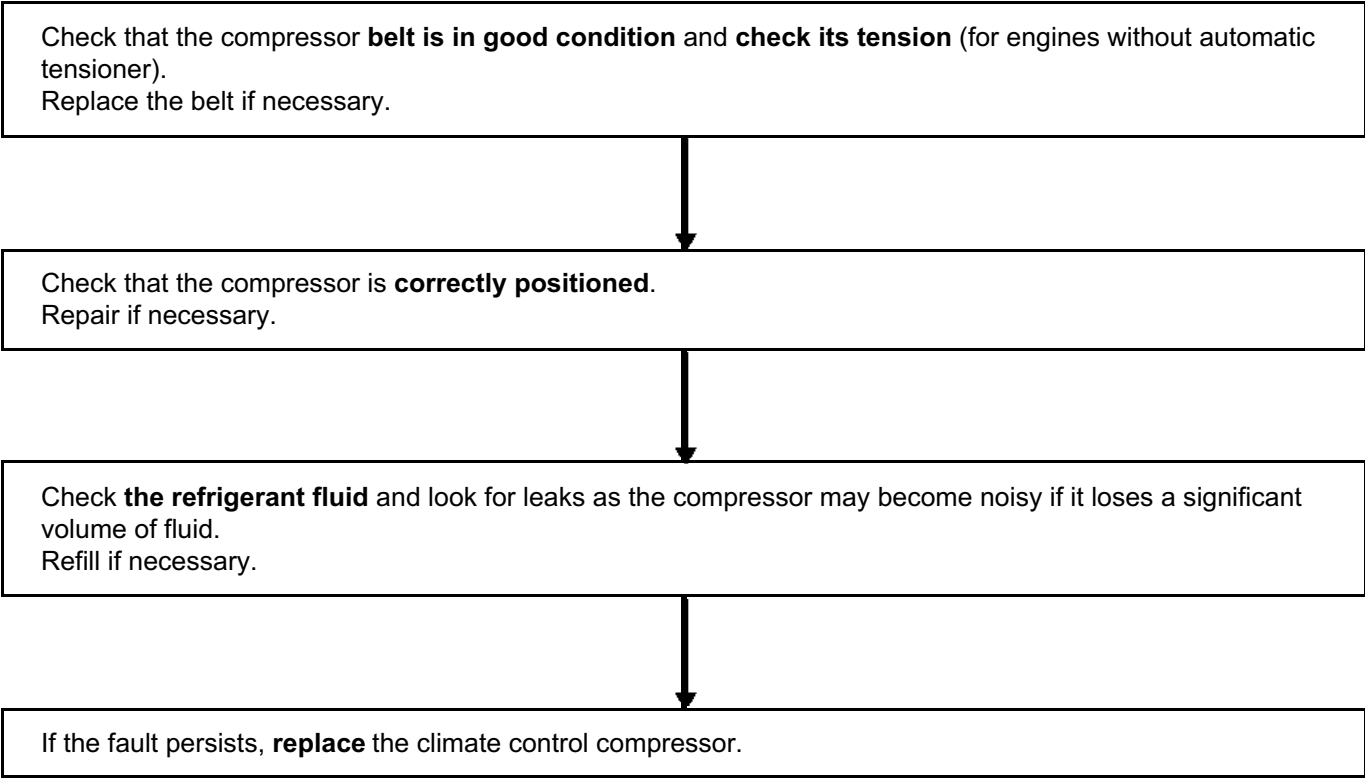 Check that the compressor belt is in good condition and check its tension (for engines without automatic
tensioner).
Replace the belt if necessary.
Check that the compressor is correctly positioned.
Repair if necessary.
Check the refrigerant fluid and look for leaks as the compressor may become noisy if it loses a significant
volume of fluid.
Refill if necessary.
If the fault persists, replace the climate control compressor.